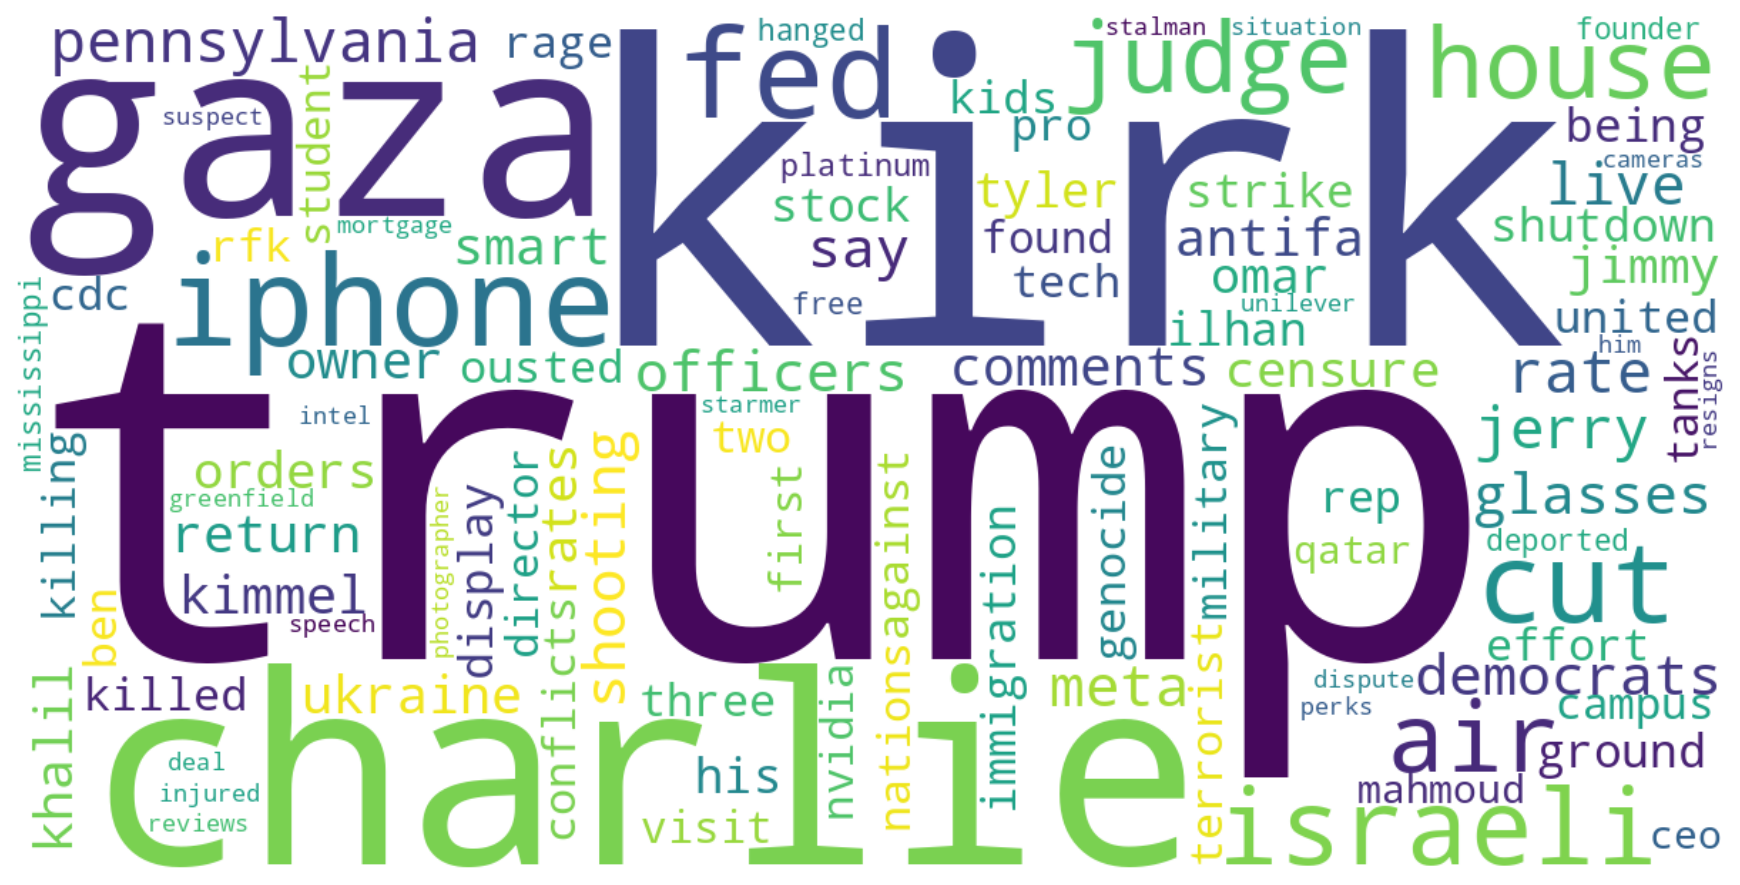 pennsylvania
rage
hanged
fed
stalman
situation
founder
judge
house
gaza
kirk
suspect
student
kids
pro
being
platinum
cameras
stock
tyler
strike
live
mortgage
rfk
smart
say
found
antifa
shutdown
cdc
iphone
tech
omar
jimmy
free
unilever
mississippi
ilhan
united
him
owner
ousted
officers
comments
censure
rate
tanks
resigns
trump
intel
starmer
two
jerry
killing
orders
greenfield
return
photographer
display
director
conflicts
rates
shooting
first
nations
against
immigration
genocide
military
rep
glasses
qatar
deported
cut
kimmel
speech
ben
effort
khalil
killed
ukraine
three
nvidia
meta
terrorist
dispute
democrats
perks
campus
charlie
air
ground
deal
injured
reviews
his
visit
mahmoud
israeli
ceo